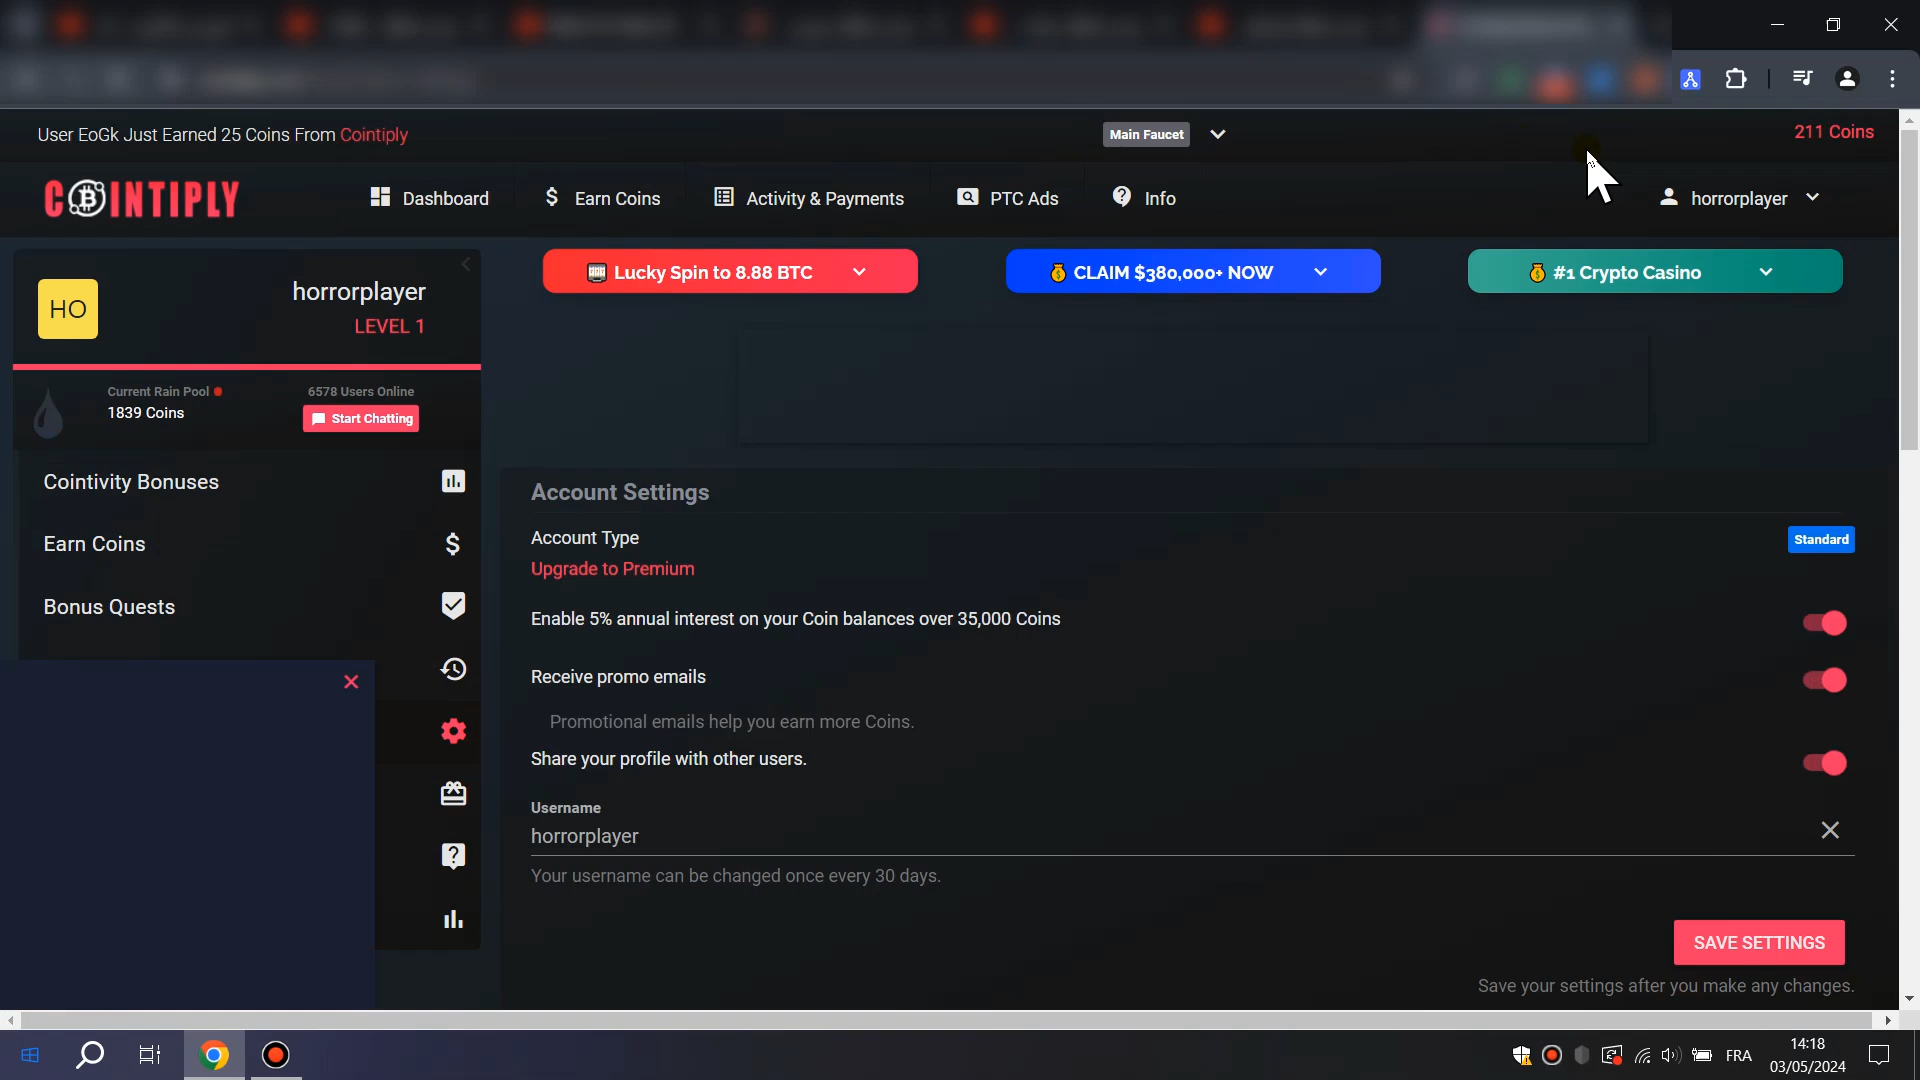 User EoGk Just Earned 25 Coins From Cointiply
Main Faucet
211 Coins
COINTIPLY
Dashboard
Earn Coins
Activity & Payments
PTC Ads
Info
horrorplayer
HO
horrorplayer
LEVEL 1
Lucky Spin to 8.88 BTC
CLAIM $380,000+ NOW
#1 Crypto Casino
Current Rain Pool
1839 Coins
6578 Users Online
Start Chatting
Cointivity Bonuses
Earn Coins
Bonus Quests
Account Settings
Account Type
Standard
Upgrade to Premium
Enable 5% annual interest on your Coin balances over 35,000 Coins
Receive promo emails
Promotional emails help you earn more Coins.
Share your profile with other users.
Username
horrorplayer
Your username can be changed once every 30 days.
SAVE SETTINGS
Save your settings after you make any changes.
FRA
14:18
03/05/2024